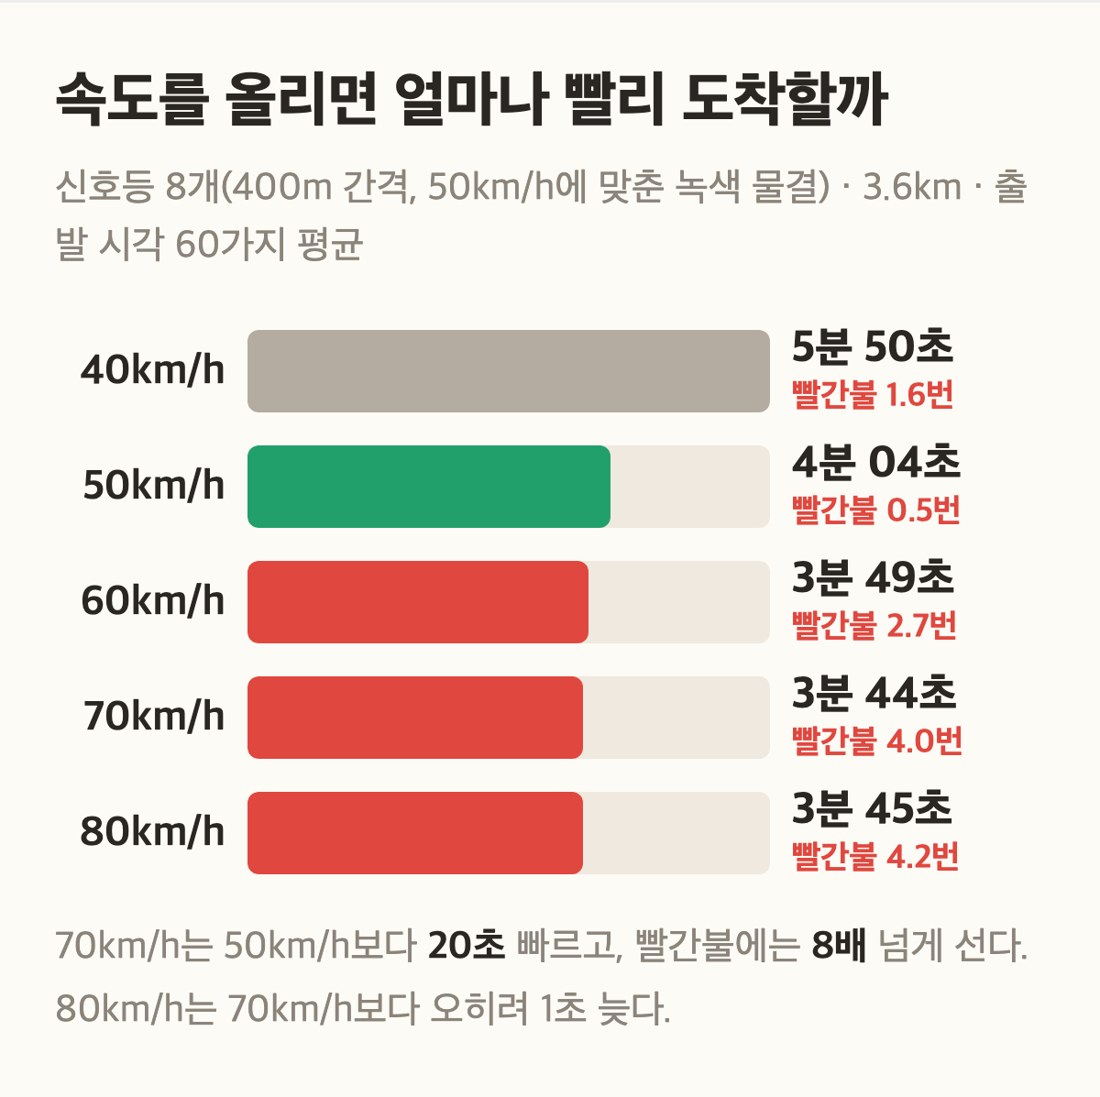 속도를 올리면 얼마나 빨리 도착할까
신호등 8개(400m 간격, 50km/h에 맞춘 녹색 물결) · 3.6km · 출
발 시각 60가지 평균
40km/h
5분 50초
빨간불 1.6번
50km/h
4분 04초
빨간불 0.5번
60km/h
3분 49초
빨간불 2.7번
70km/h
3분 44초
빨간불 4.0번
80km/h
3분 45초
빨간불 4.2번
70km/h는 50km/h보다 20초 빠르고, 빨간불에는 8배 넘게 선다.
80km/h는 70km/h보다 오히려 1초 늦다.